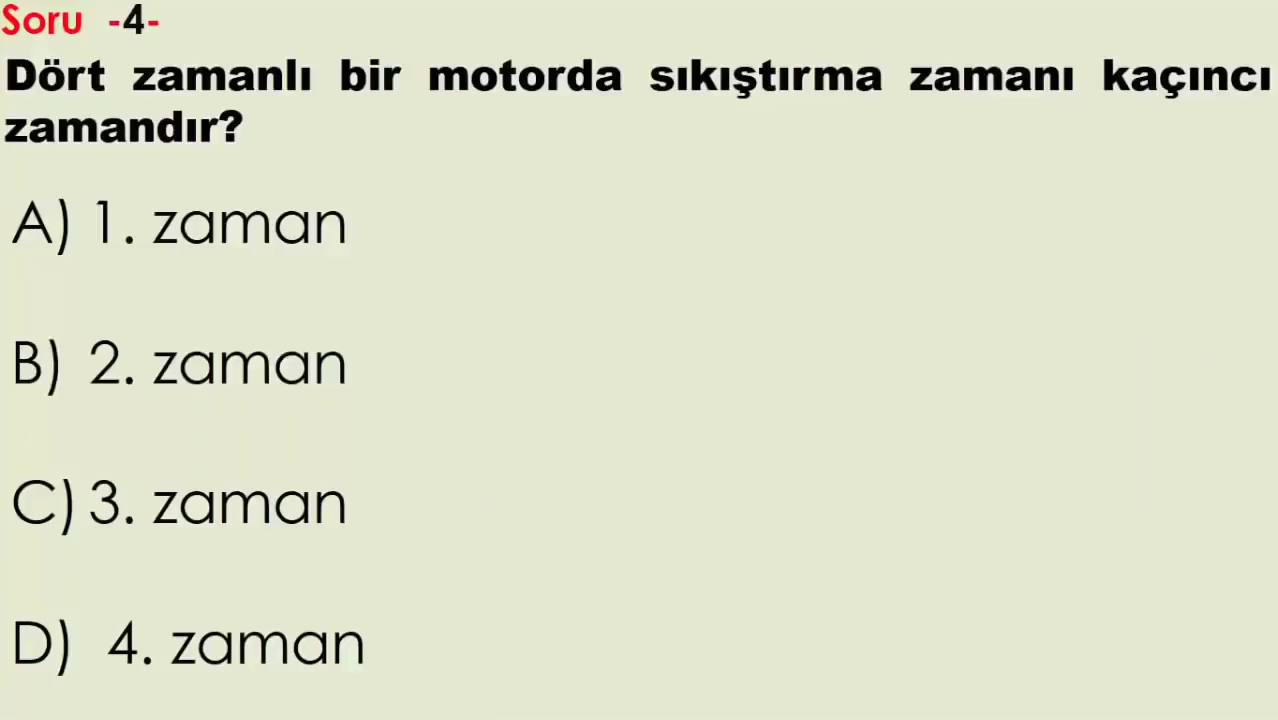 Soru -4-
Dört zamanlı bir motorda sıkıştırma zamanı kaçıncı
zamandır?
A) 1. zaman
B) 2. zaman
C) 3. zaman
D) 4. zaman